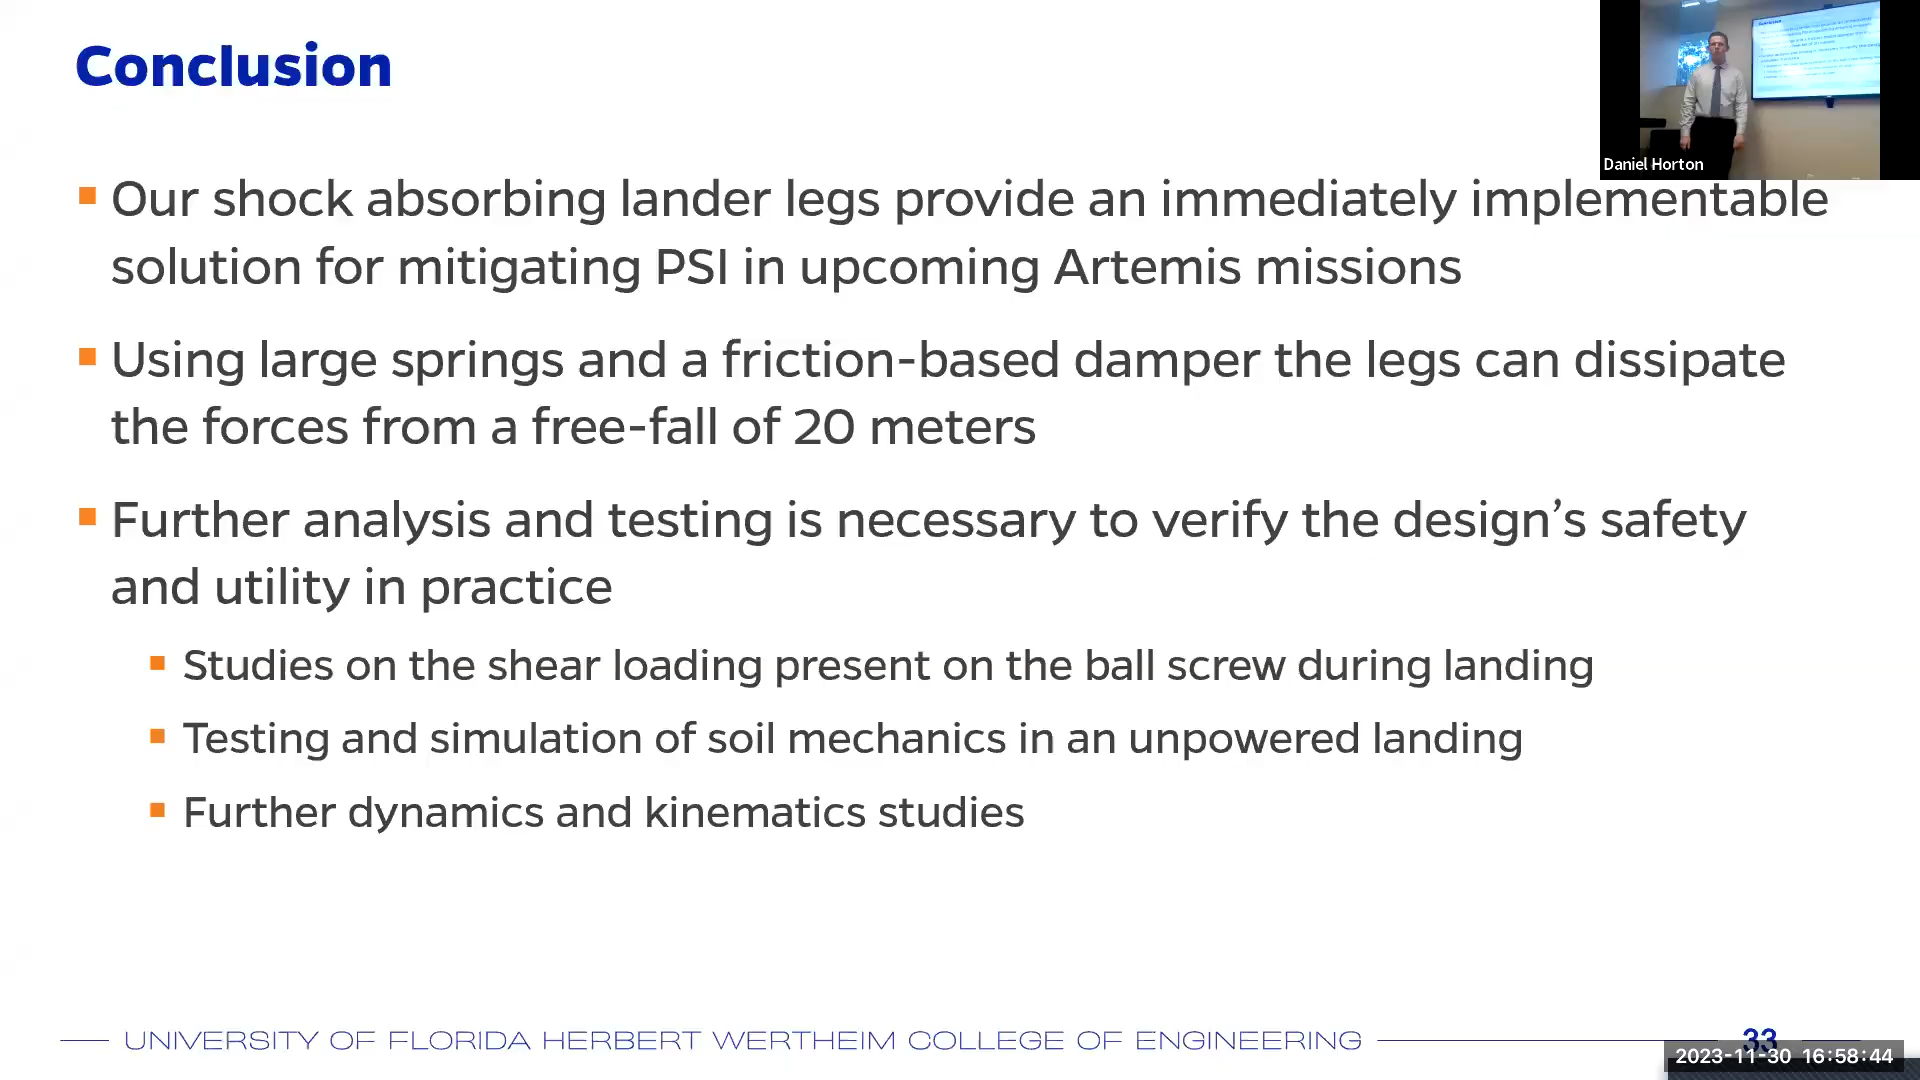 Conclusion
Daniel Horton
Our shock absorbing lander legs provide an immediately implementable
solution for mitigating PSI in upcoming Artemis missions
Using large springs and a friction-based damper the legs can dissipate
the forces from a free-fall of 20 meters
Further analysis and testing is necessary to verify the design’s safety
and utility in practice
Studies on the shear loading present on the ball screw during landing
Testing and simulation of soil mechanics in an unpowered landing
Further dynamics and kinematics studies
UNIVERSITY OF FLORIDA HERBERT WERTHEIM COLLEGE OF ENGINEERING
33
2023-11-30 16:58:44